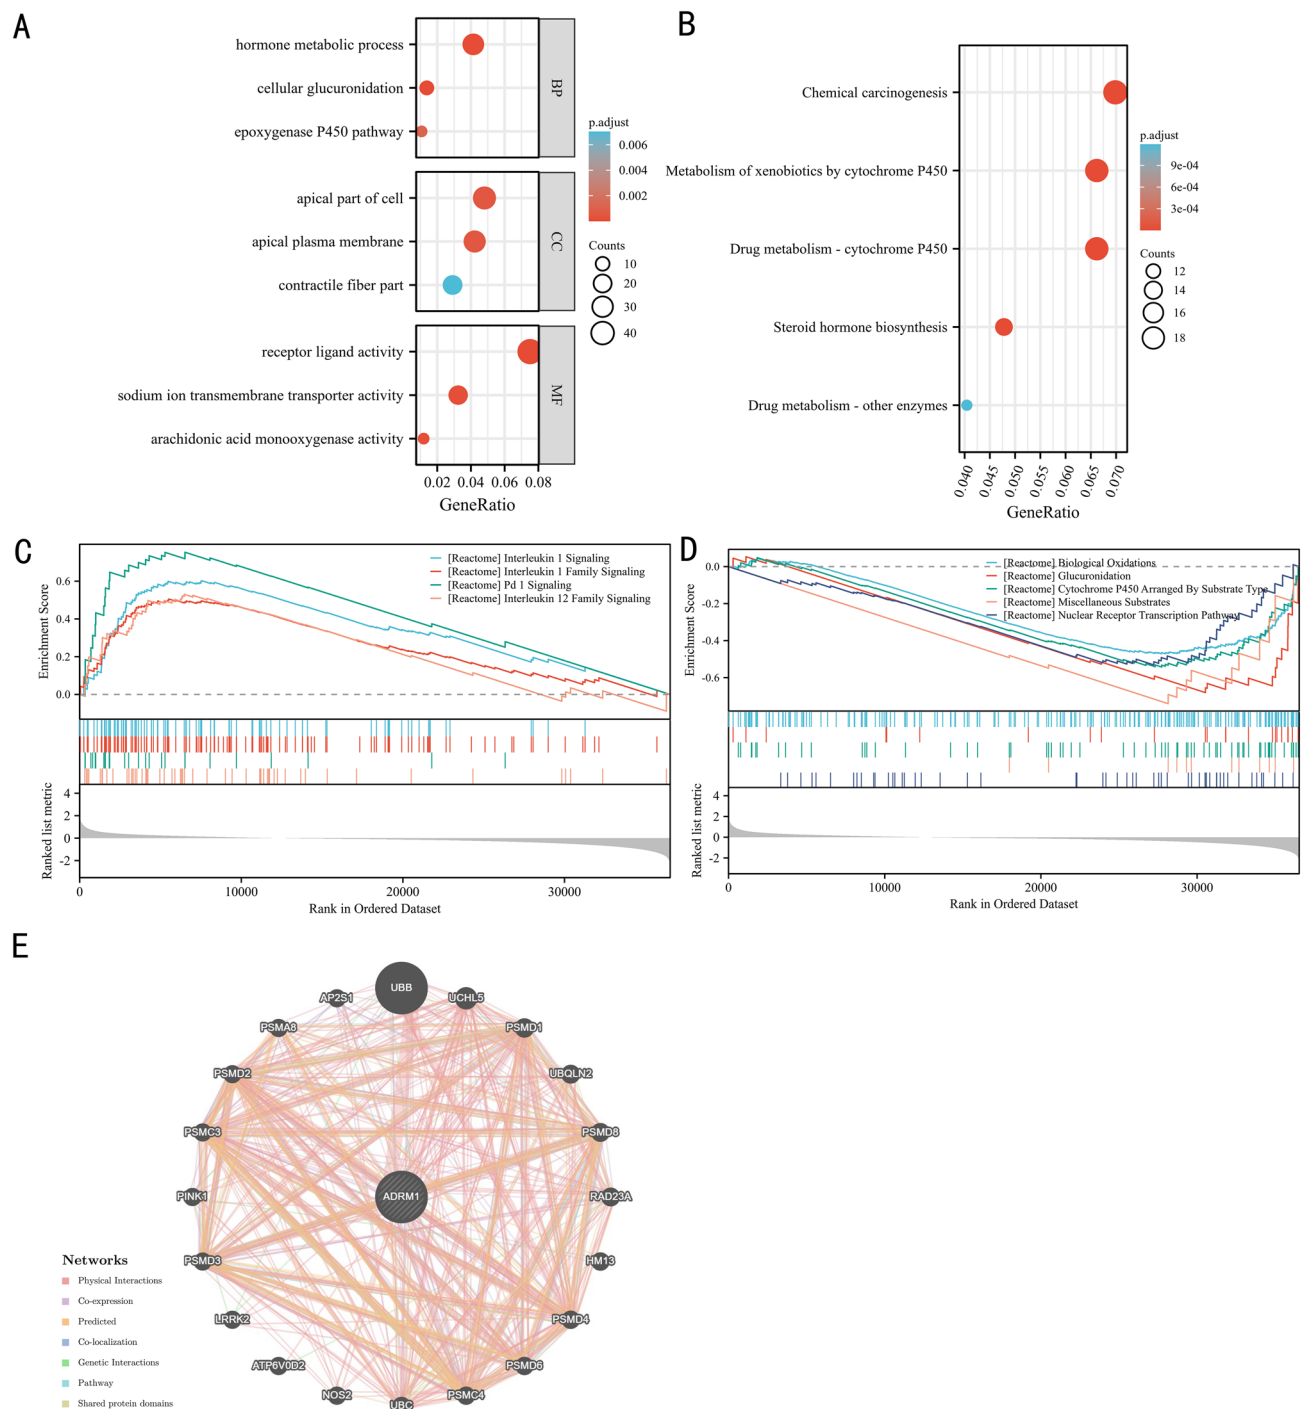 A
hormone metabolic process
cellular glucuronidation
epoxygenase P450 pathway
BP
apical part of cell
apical plasma membrane
contractile fiber part
CC
receptor ligand activity
sodium ion transmembrane transporter activity
arachidonic acid monooxygenase activity
MF
0.02 0.04 0.06 0.08
GeneRatio
p.adjust
0.006
0.004
0.002
Counts
10
20
30
40
B
Chemical carcinogenesis
Metabolism of xenobiotics by cytochrome P450
Drug metabolism - cytochrome P450
Steroid hormone biosynthesis
Drug metabolism - other enzymes
0.040 0.045 0.050 0.055 0.060 0.065 0.070
GeneRatio
p.adjust
9e-04
6e-04
3e-04
Counts
12
14
16
18
C
Enrichment Score
0.6
0.4
0.2
0.0
[Reactome] Interleukin 1 Signaling
[Reactome] Interleukin 1 Family Signaling
[Reactome] Pd 1 Signaling
[Reactome] Interleukin 12 Family Signaling
Ranked list metric
4
2
0
-2
0 10000 20000 30000
Rank in Ordered Dataset
D
Enrichment Score
0.0
-0.2
-0.4
-0.6
[Reactome] Biological Oxidations
[Reactome] Glucuronidation
[Reactome] Cytochrome P450 Arranged By Substrate Type
[Reactome] Miscellaneous Substrates
[Reactome] Nuclear Receptor Transcription Pathway
Ranked list metric
4
2
0
-2
0 10000 20000 30000
Rank in Ordered Dataset
E
UBB
AP2S1
UCHL5
PSMA8
PSMD1
PSMD2
UBQLN2
PSMC3
PSMD8
PINK1
ADRM1
RAD23A
PSMD3
HM13
LRRK2
PSMD4
ATP6V0D2
PSMD6
NOS2
UBC
PSMC4
Networks
Physical Interactions
Co-expression
Predicted
Co-localization
Genetic Interactions
Pathway
Shared protein domains